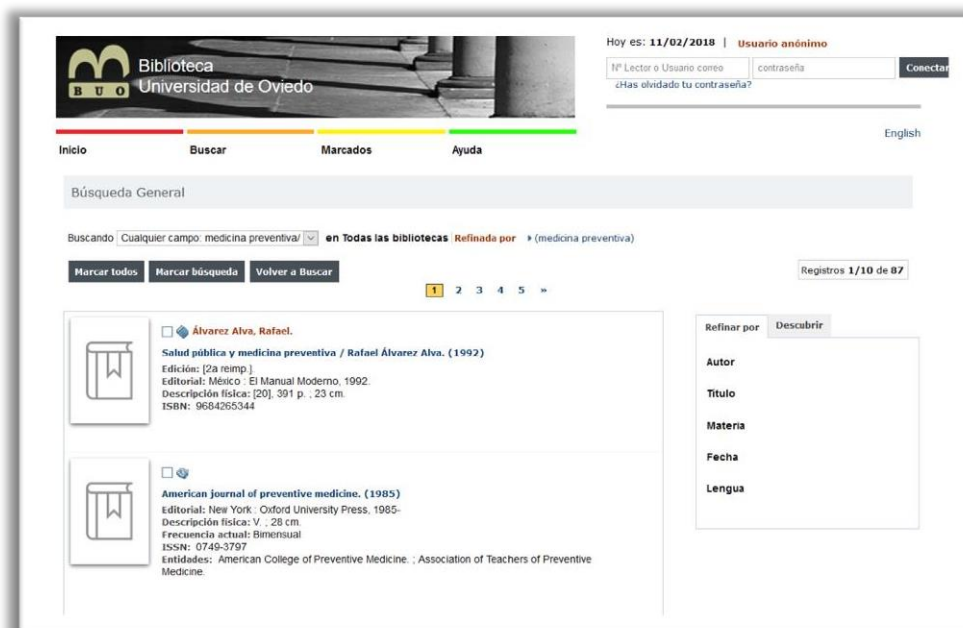 Biblioteca
Universidad de Oviedo
B U O
Hoy es: 11/02/2018 | Usuario anónimo
Nº Lector o Usuario correo contraseña Conectar
¿Has olvidado tu contraseña?
English
Inicio Buscar Marcados Ayuda
Búsqueda General
Buscando Cualquier campo: medicina preventiva/ en Todas las bibliotecas Refinada por (medicina preventiva)
Marcar todos Marcar búsqueda Volver a Buscar
Registros 1/10 de 87
1 2 3 4 5 »
Álvarez Alva, Rafael.
Salud pública y medicina preventiva / Rafael Álvarez Alva. (1992)
Edición: [2a reimp.]
Editorial: México : El Manual Moderno, 1992.
Descripción física: [20], 391 p. ; 23 cm.
ISBN: 9684265344
American journal of preventive medicine. (1985)
Editorial: New York : Oxford University Press, 1985-
Descripción física: V. ; 28 cm.
Frecuencia actual: Bimensual
ISSN: 0749-3797
Entidades: American College of Preventive Medicine. ; Association of Teachers of Preventive
Medicine.
Refinar por Descubrir
Autor
Título
Materia
Fecha
Lengua